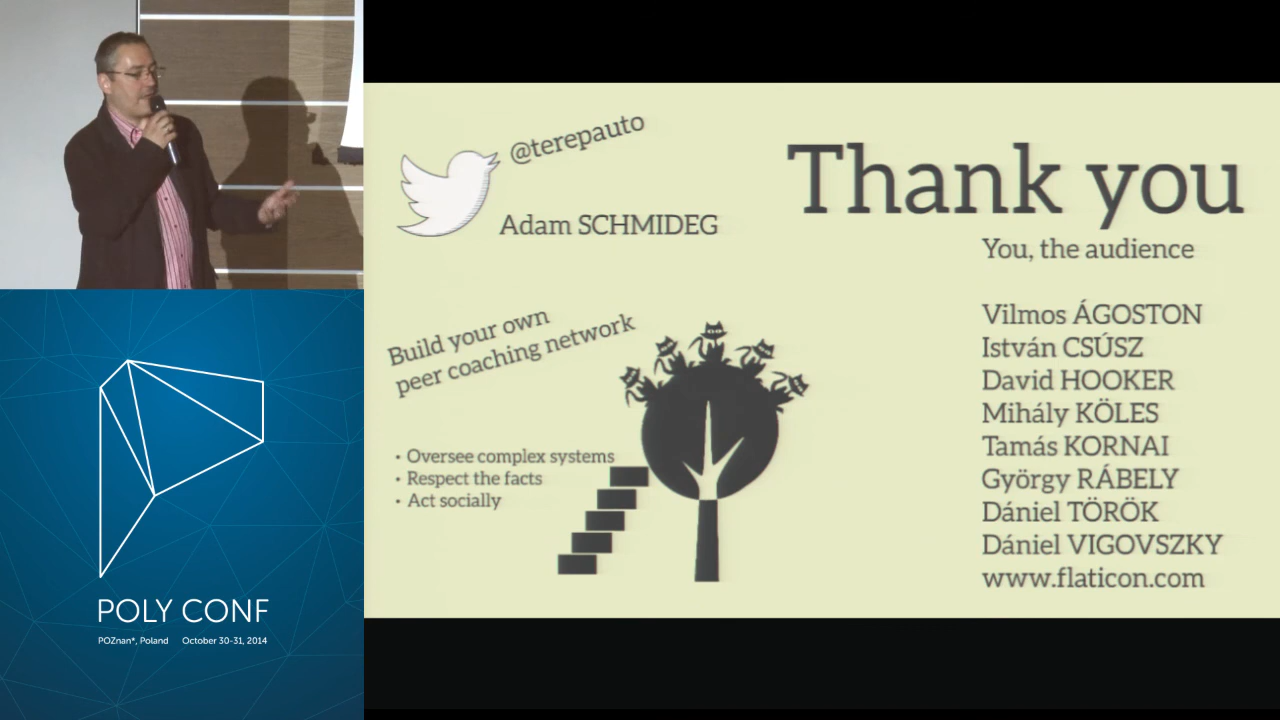 @terepauto
Adam SCHMIDEG
Thank you
You, the audience
Build your own
peer coaching network
• Oversee complex systems
• Respect the facts
• Act socially
Vilmos ÁGOSTON
István CSÚSZ
David HOOKER
Mihály KÖLES
Tamás KORNAI
György RÁBELY
Dániel TÖRÖK
Dániel VIGOVSZKY
www.flaticon.com
POLY CONF
POZnan*, Poland October 30-31, 2014